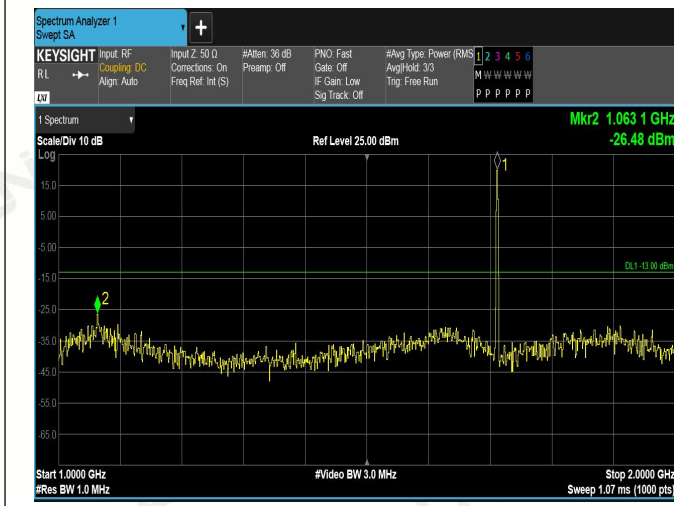 Spectrum Analyzer 1
Swept SA
+
KEYSIGHT Input: RF
RL Coupling: DC
Align: Auto
LXI
Input Z: 50 Ω
Corrections: On
Freq Ref: Int (S)
#Atten: 36 dB
Preamp: Off
PNO: Fast
Gate: Off
IF Gain: Low
Sig Track: Off
#Avg Type: Power (RMS
Avg|Hold: 3/3
Trig: Free Run
1 2 3 4 5 6
M W W W W W
P P P P P P
1 Spectrum
Mkr2 1.063 1 GHz
Scale/Div 10 dB Ref Level 25.00 dBm -26.48 dBm
Log
1
15.0
5.00
-5.00
DL1 -13.00 dBm
-15.0
2
-25.0
-35.0
-45.0
-55.0
-65.0
Start 1.0000 GHz #Video BW 3.0 MHz Stop 2.0000 GHz
#Res BW 1.0 MHz Sweep 1.07 ms (1000 pts)